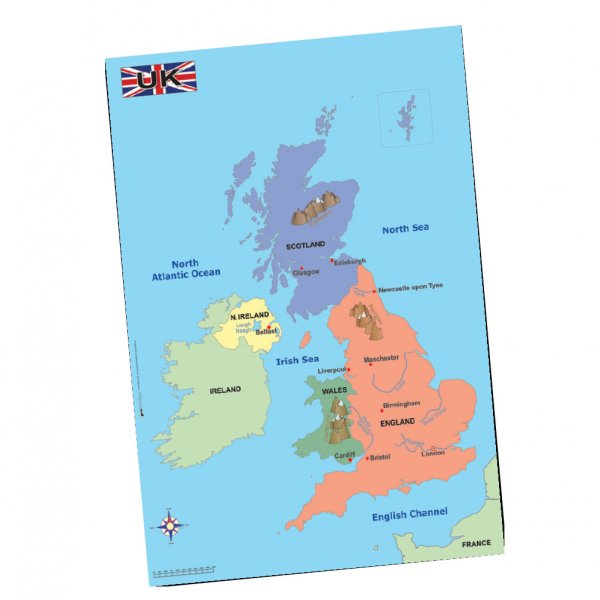 UK
North Sea
SCOTLAND
Edinburgh
Glasgow
North
Atlantic Ocean
Newcastle upon Tyne
N.IRELAND
Lough
Neagh
Belfast
Irish Sea
Manchester
Liverpool
IRELAND
WALES
Birmingham
ENGLAND
Thames
London
Cardiff
Bristol
English Channel
FRANCE